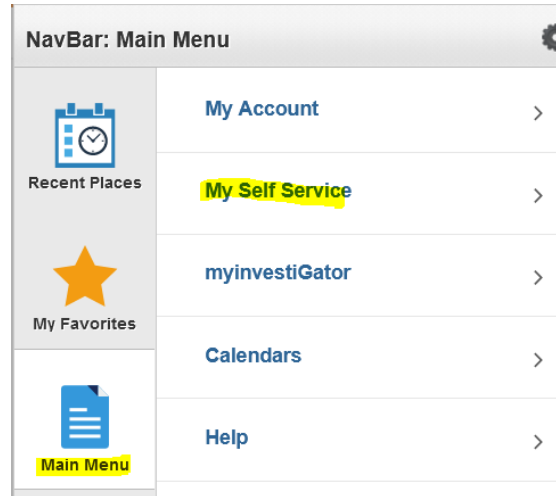 NavBar: Main Menu
Recent Places
My Favorites
Main Menu
My Account
My Self Service
myinvestiGator
Calendars
Help